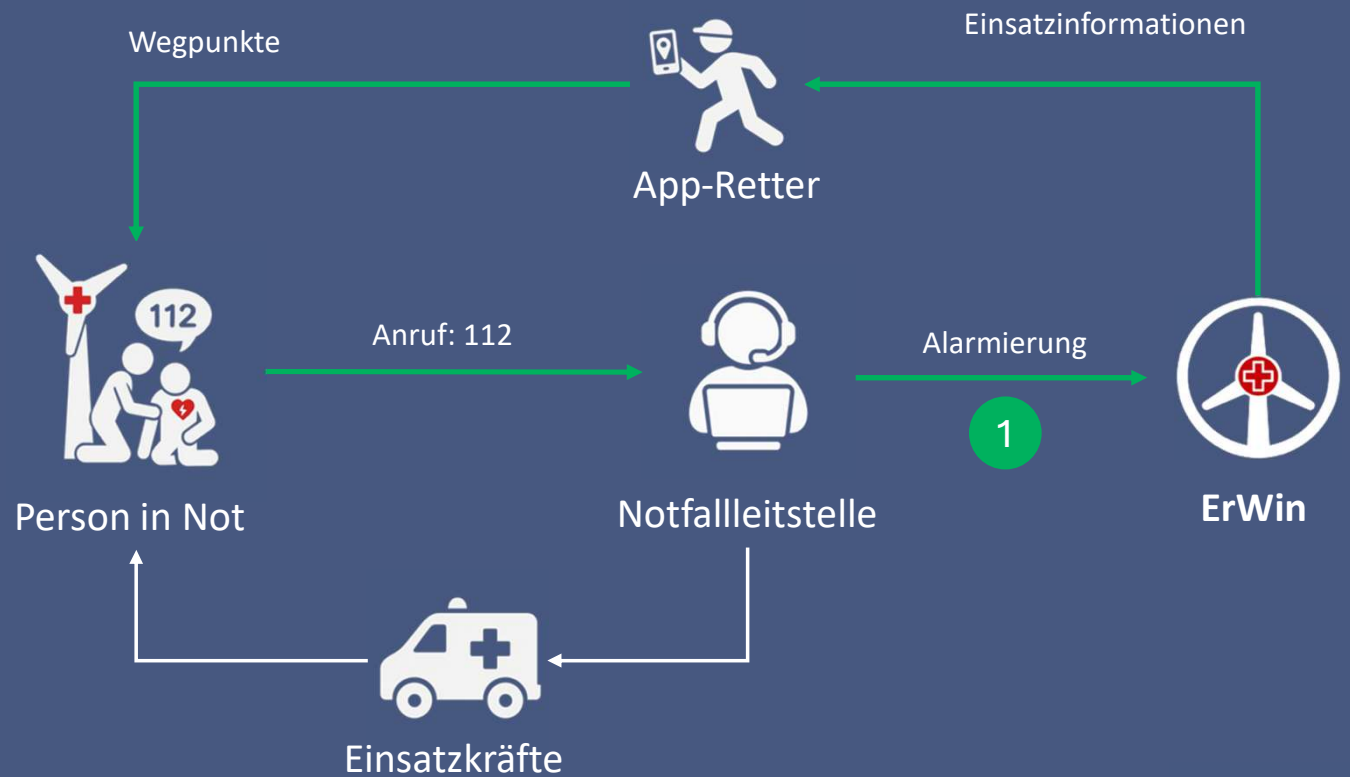 Wegpunkte
Einsatzinformationen
App-Retter
112
Anruf: 112
Alarmierung
1
Person in Not
Notfallleitstelle
ErWin
Einsatzkräfte